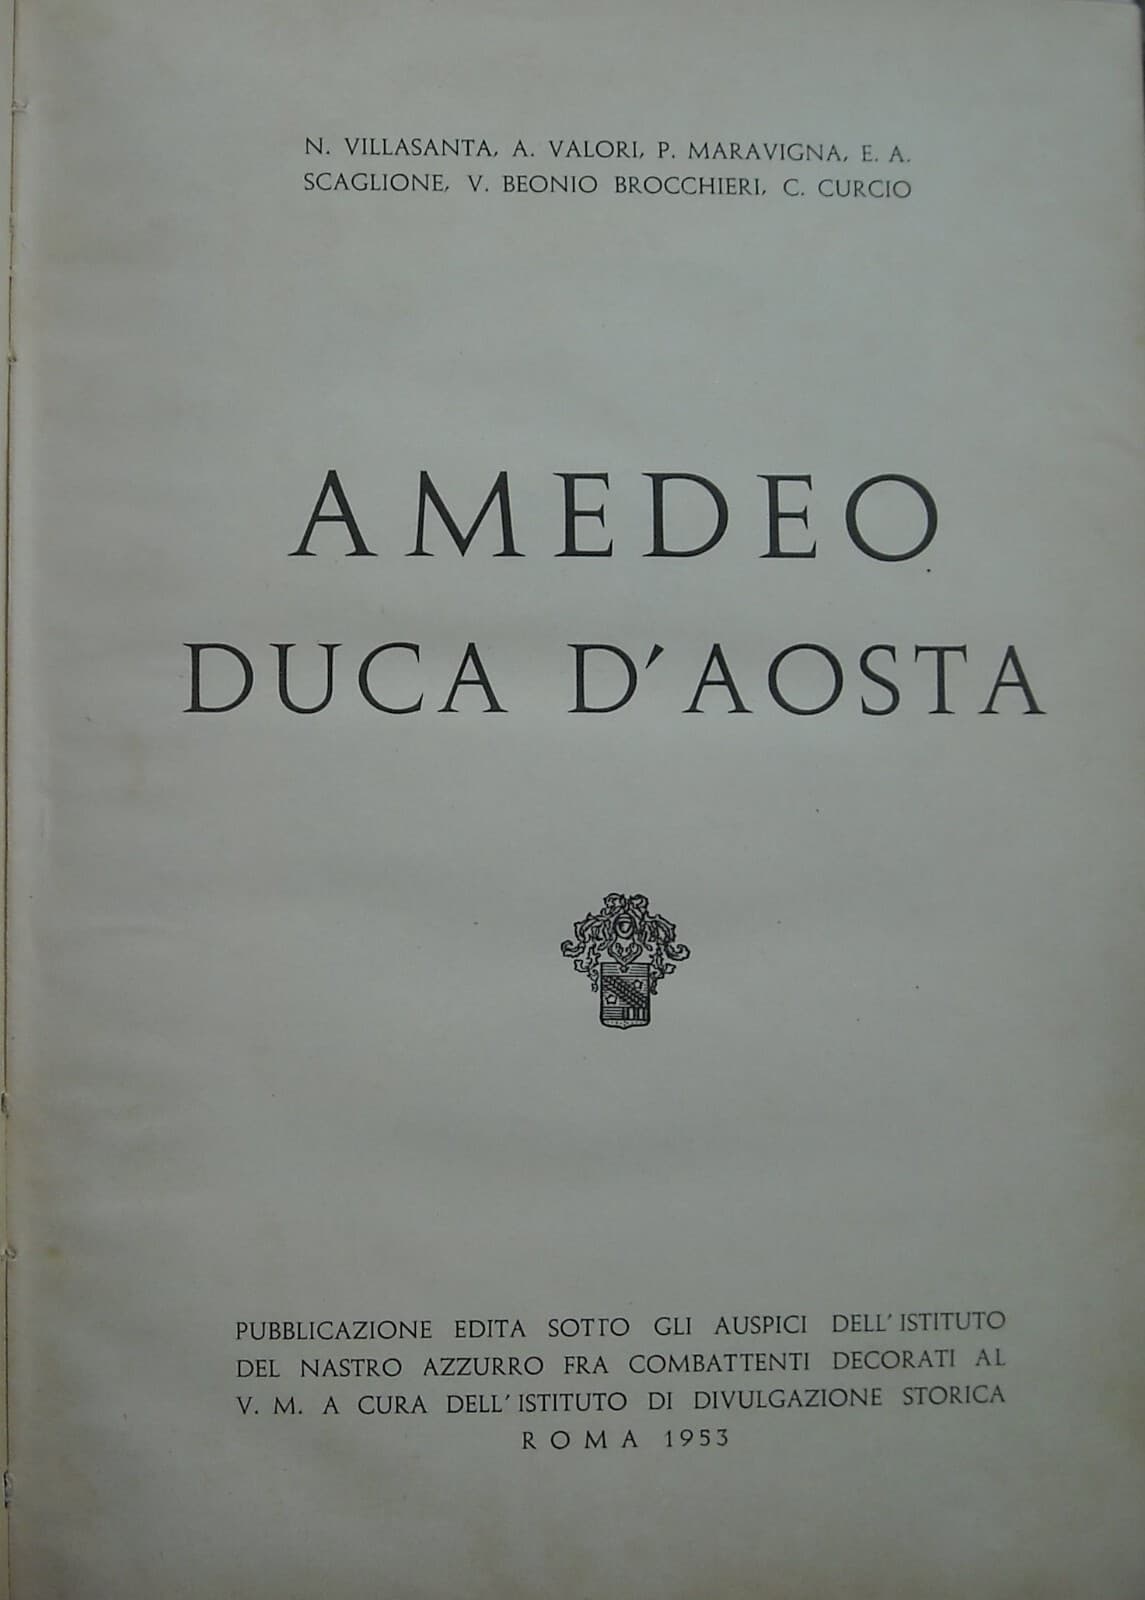 N. VILLASANTA, A. VALORI, P. MARAVIGNA, E. A.
SCAGLIONE, V. BEONIO BROCCHIERI, C. CURCIO
AMEDEO
DUCA D'AOSTA
PUBBLICAZIONE EDITA SOTTO GLI AUSPICI DELL'ISTITUTO
DEL NASTRO AZZURRO FRA COMBATTENTI DECORATI AL
V. M. A CURA DELL'ISTITUTO DI DIVULGAZIONE STORICA
ROMA 1953